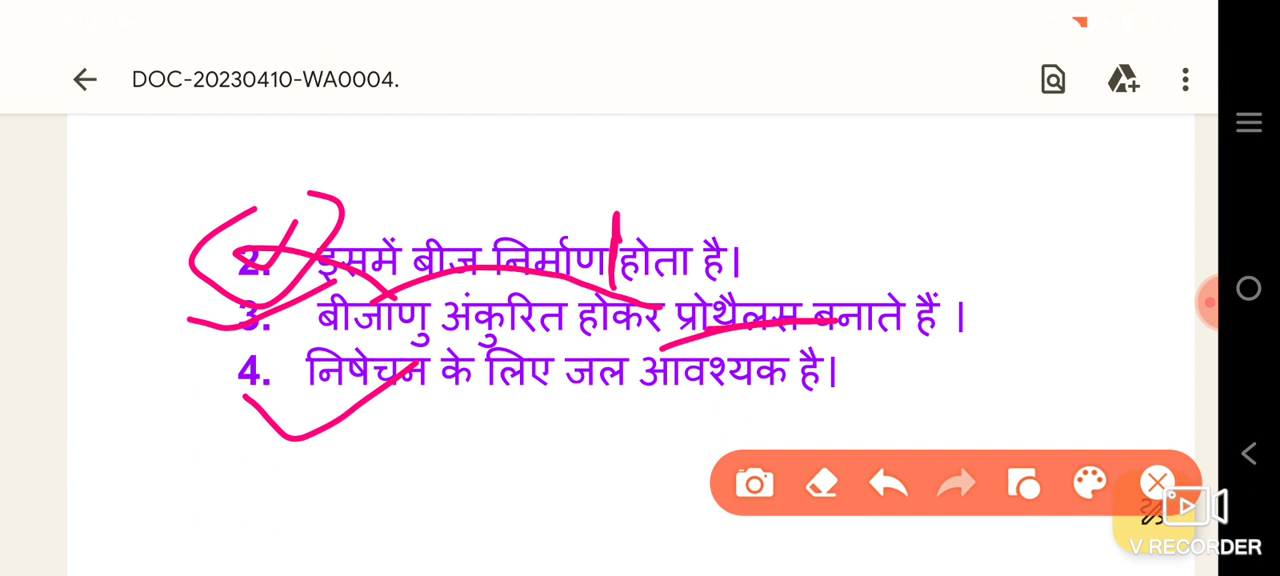 DOC-20230410-WA0004.
2. इसमें बीज निर्माण होता है।
3. बीजाणु अंकुरित होकर प्रोथैलस बनाते हैं ।
4. निषेचन के लिए जल आवश्यक है।
V RECORDER